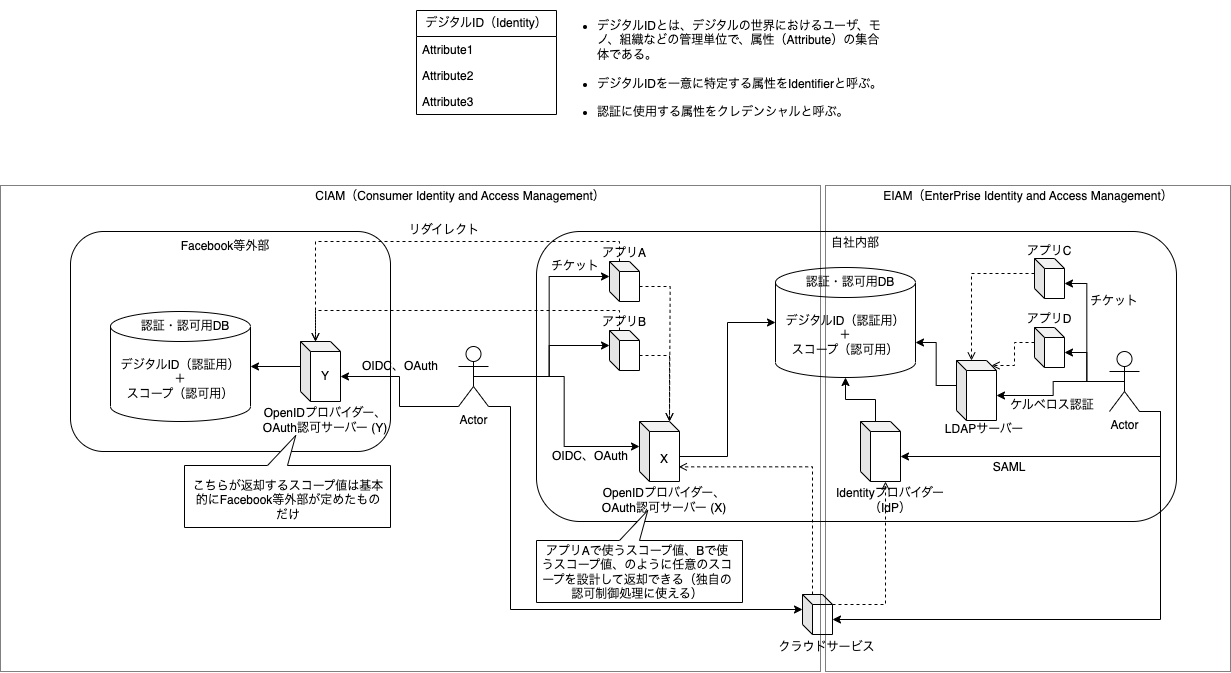 デジタルID（Identity）
Attribute1
Attribute2
Attribute3
• デジタルIDとは、デジタルの世界におけるユーザ、モ
ノ、組織などの管理単位で、属性（Attribute）の集合
体である。
• デジタルIDを一意に特定する属性をIdentifierと呼ぶ。
• 認証に使用する属性をクレデンシャルと呼ぶ。
CIAM（Consumer Identity and Access Management）
EIAM（EnterPrise Identity and Access Management）
Facebook等外部
リダイレクト
自社内部
認証・認可用DB
デジタルID（認証用）
+
スコープ（認可用）
Y
OpenIDプロバイダー、
OAuth認可サーバー (Y)
こちらが返却するスコープ値は基本
的にFacebook等外部が定めたもの
だけ
OIDC、OAuth
Actor
チケット
アプリA
アプリB
OIDC、OAuth
X
OpenIDプロバイダー、
OAuth認可サーバー (X)
アプリAで使うスコープ値、Bで使
うスコープ値、のように任意のスコ
ープを設計して返却できる（独自の
認可制御処理に使える）
認証・認可用DB
デジタルID（認証用）
+
スコープ（認可用）
アプリC
チケット
アプリD
ケルベロス認証
LDAPサーバー
Actor
SAML
Identityプロバイダー
（IdP）
クラウドサービス